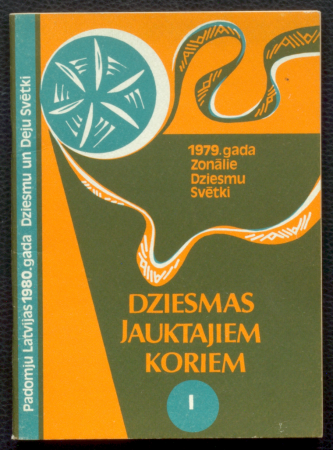 Padomju Latvijas 1980.gada Dziesmu un Deju Svētki
1979.gada
Zonālie
Dziesmu
Svētki
DZIESMAS
JAUKTAJIEM
KORIEM
I